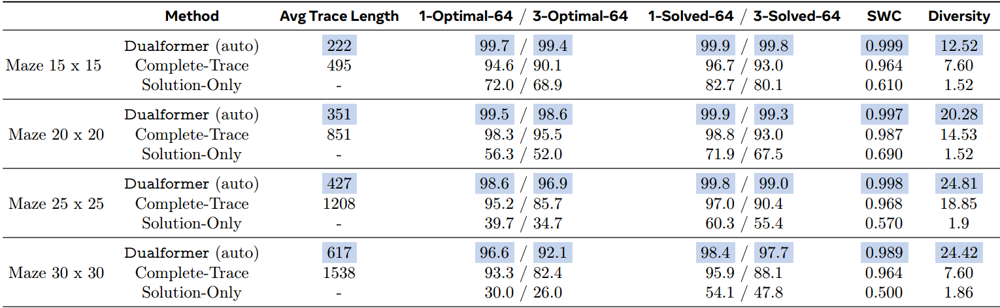 Method Avg Trace Length 1-Optimal-64 / 3-Optimal-64 1-Solved-64 / 3-Solved-64 SWC Diversity
Dualformer (auto) 222 99.7 / 99.4 99.9 / 99.8 0.999 12.52
Maze 15 x 15 Complete-Trace 495 94.6 / 90.1 96.7 / 93.0 0.964 7.60
Solution-Only - 72.0 / 68.9 82.7 / 80.1 0.610 1.52
Dualformer (auto) 351 99.5 / 98.6 99.9 / 99.3 0.997 20.28
Maze 20 x 20 Complete-Trace 851 98.3 / 95.5 98.8 / 93.0 0.987 14.53
Solution-Only - 56.3 / 52.0 71.9 / 67.5 0.690 1.52
Dualformer (auto) 427 98.6 / 96.9 99.8 / 99.0 0.998 24.81
Maze 25 x 25 Complete-Trace 1208 95.2 / 85.7 97.0 / 90.4 0.968 18.85
Solution-Only - 39.7 / 34.7 60.3 / 55.4 0.570 1.9
Dualformer (auto) 617 96.6 / 92.1 98.4 / 97.7 0.989 24.42
Maze 30 x 30 Complete-Trace 1538 93.3 / 82.4 95.9 / 88.1 0.964 7.60
Solution-Only - 30.0 / 26.0 54.1 / 47.8 0.500 1.86